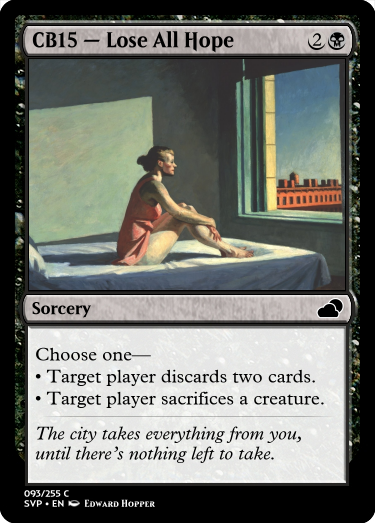 CB15 — Lose All Hope 2
Sorcery
Choose one—
• Target player discards two cards.
• Target player sacrifices a creature.
The city takes everything from you,
until there's nothing left to take.
093/255 C
SVP • EN Edward Hopper